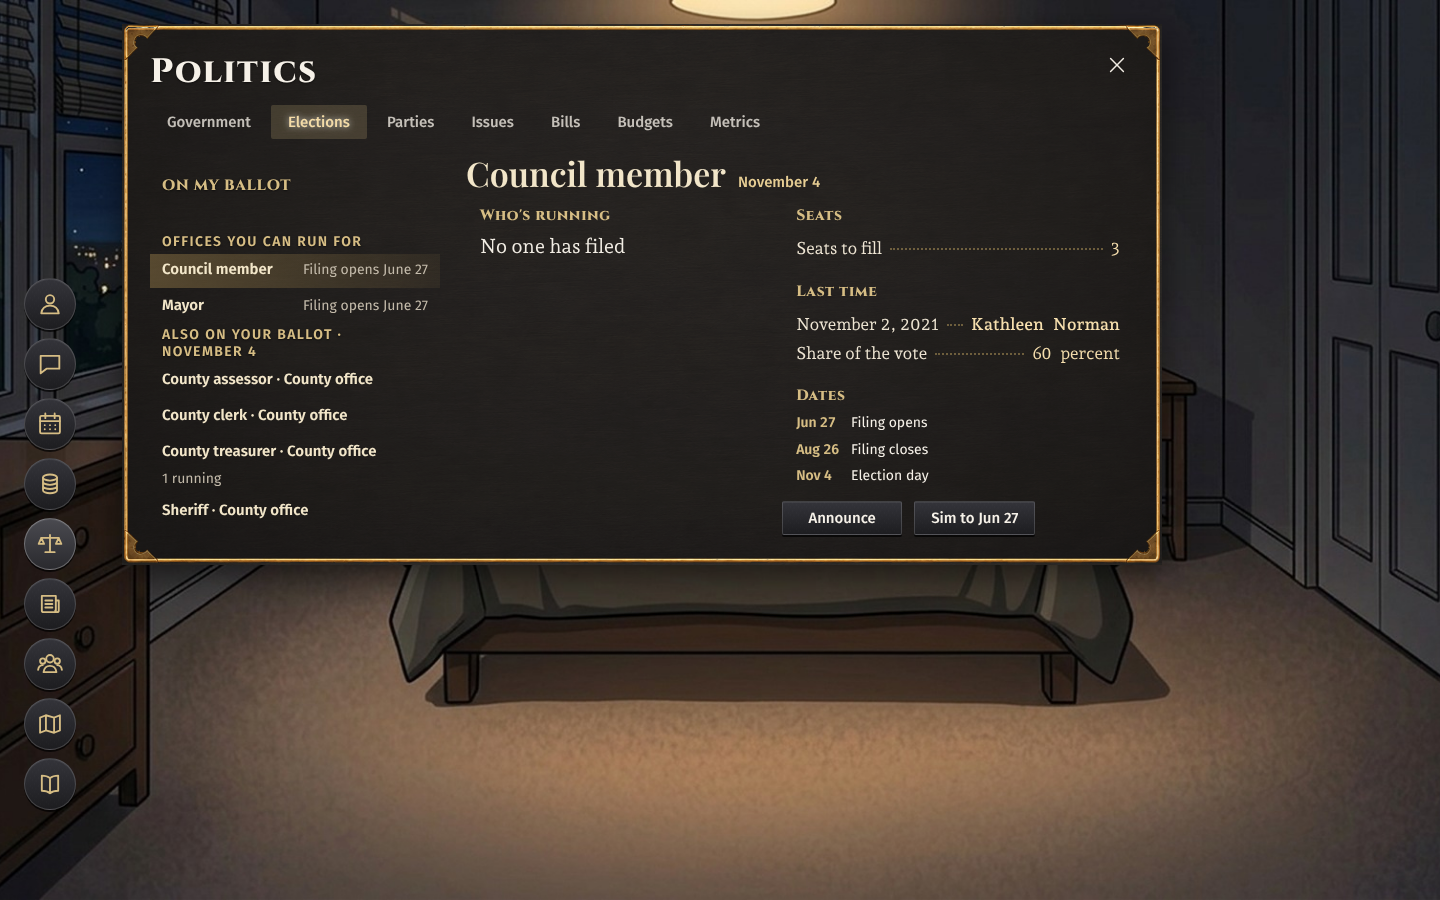 Politics
Government Elections Parties Issues Bills Budgets Metrics
On my ballot
OFFICES YOU CAN RUN FOR
Council member Filing opens June 27
Mayor Filing opens June 27
ALSO ON YOUR BALLOT ·
NOVEMBER 4
County assessor · County office
County clerk · County office
County treasurer · County office
1 running
Sheriff · County office
Council member November 4
Who's running
No one has filed
Seats
Seats to fill 3
Last time
November 2, 2021 Kathleen Norman
Share of the vote 60 percent
Dates
Jun 27 Filing opens
Aug 26 Filing closes
Nov 4 Election day
Announce Sim to Jun 27